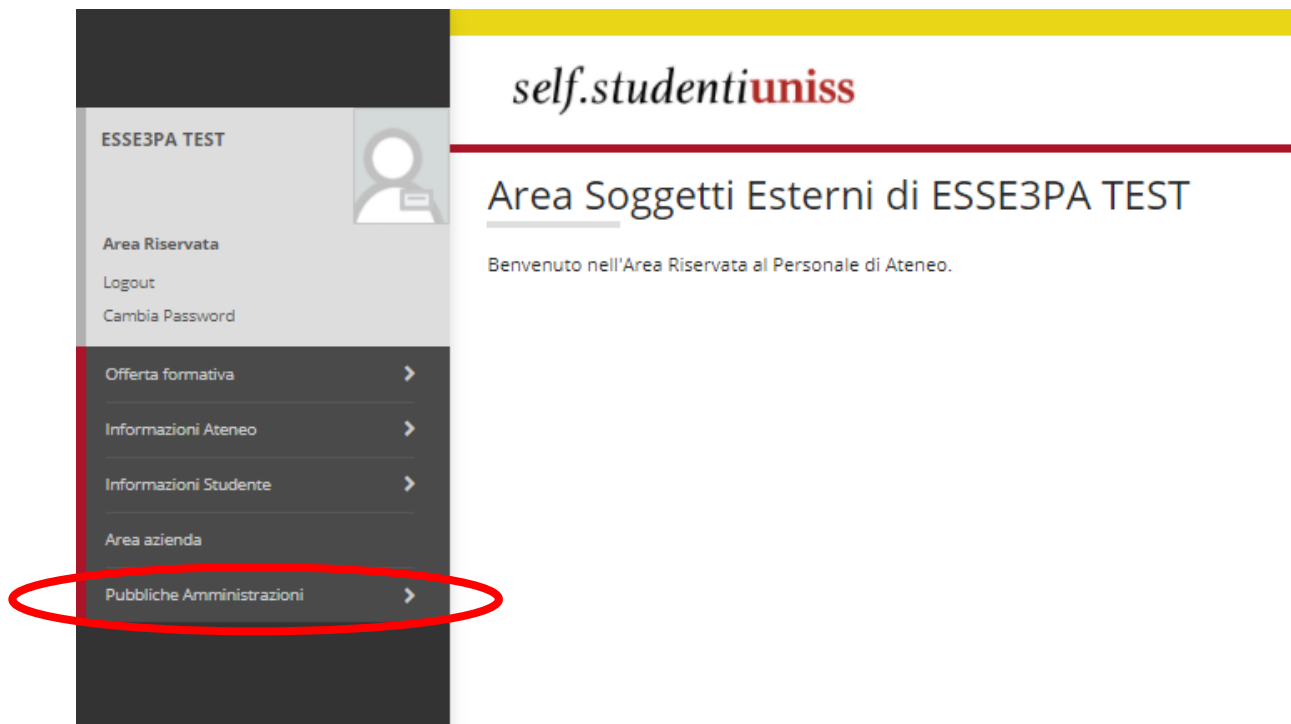 self.studentiuniss
ESSE3PA TEST
Area Riservata
Logout
Cambia Password
Offerta formativa
Informazioni Ateneo
Informazioni Studente
Area azienda
Pubbliche Amministrazioni
Area Soggetti Esterni di ESSE3PA TEST
Benvenuto nell'Area Riservata al Personale di Ateneo.